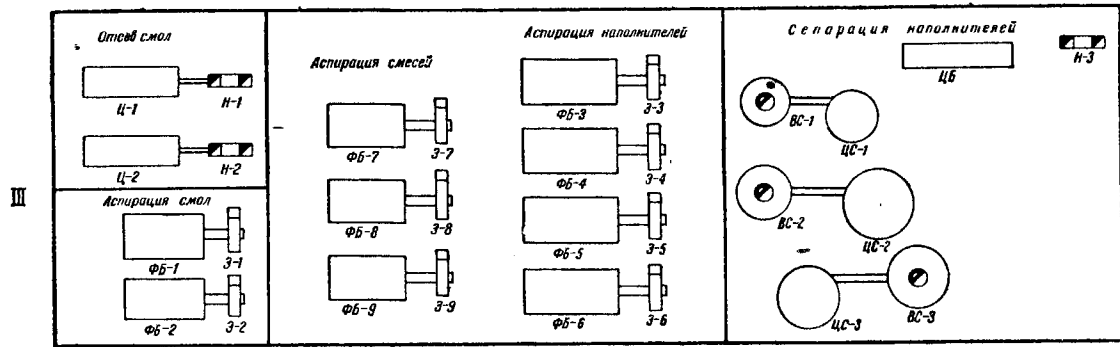 III
Отсев смол
Ц-1
Н-1
Ц-2
Н-2
Аспирация смол
ФБ-1
Э-1
ФБ-2
Э-2
Аспирация смесей
ФБ-7
Э-7
ФБ-8
Э-8
ФБ-9
Э-9
Аспирация наполнителей
ФБ-3
Э-3
ФБ-4
Э-4
ФБ-5
Э-5
ФБ-6
Э-6
Сепарация наполнителей
ЦБ
Н-3
ВС-1
ЦС-1
ВС-2
ЦС-2
ЦС-3
ВС-3